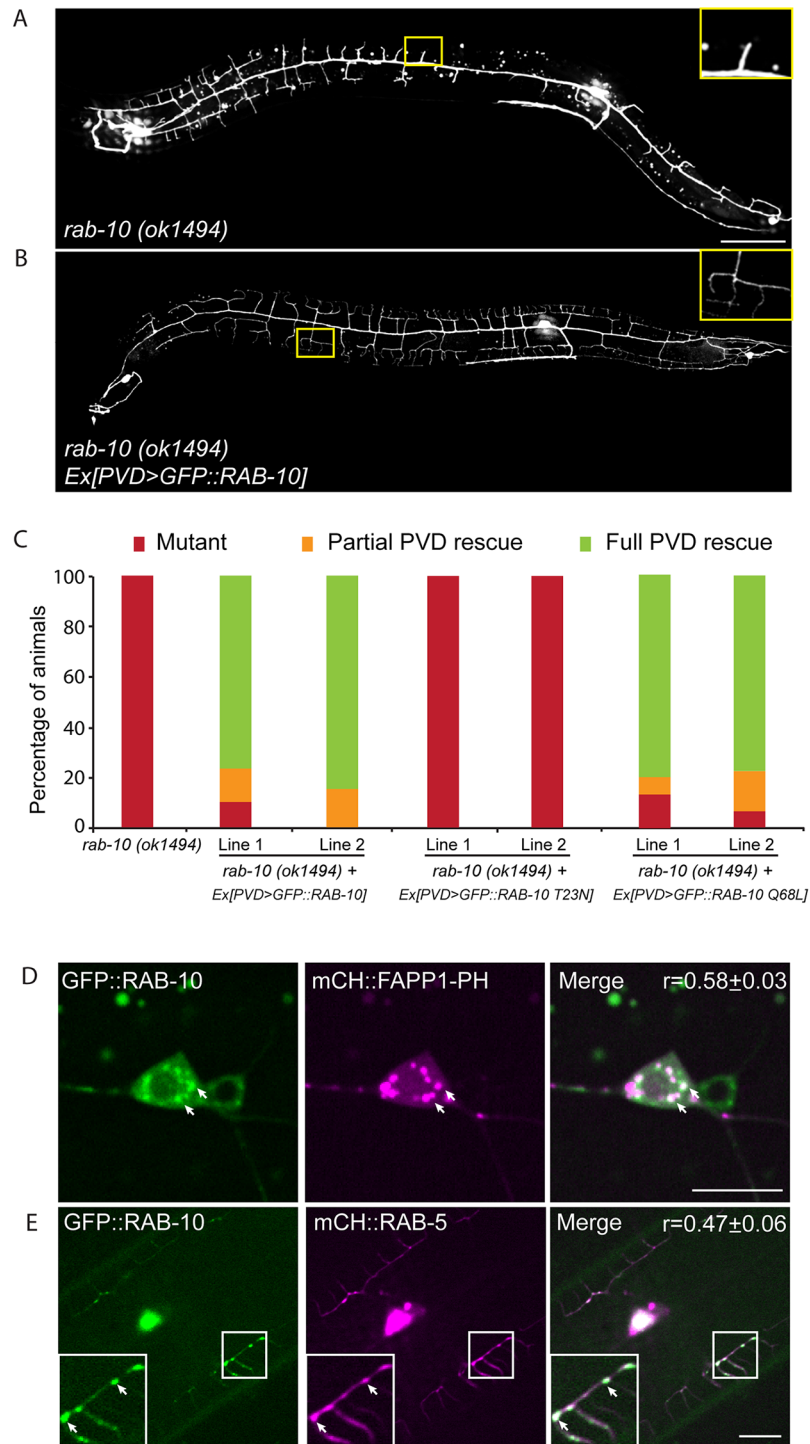 A
rab-10 (ok1494)
B
rab-10 (ok1494)
Ex[PVD>GFP::RAB-10]
C
Mutant
Partial PVD rescue
Full PVD rescue
Percentage of animals
100
80
60
40
20
0
rab-10 (ok1494)
Line 1
Line 2
Line 1
Line 2
Line 1
Line 2
rab-10 (ok1494) +
rab-10 (ok1494) +
rab-10 (ok1494) +
Ex[PVD>GFP::RAB-10]
Ex[PVD>GFP::RAB-10 T23N]
Ex[PVD>GFP::RAB-10 Q68L]
D
GFP::RAB-10
mCH::FAPP1-PH
Merge
r=0.58±0.03
E
GFP::RAB-10
mCH::RAB-5
Merge
r=0.47±0.06